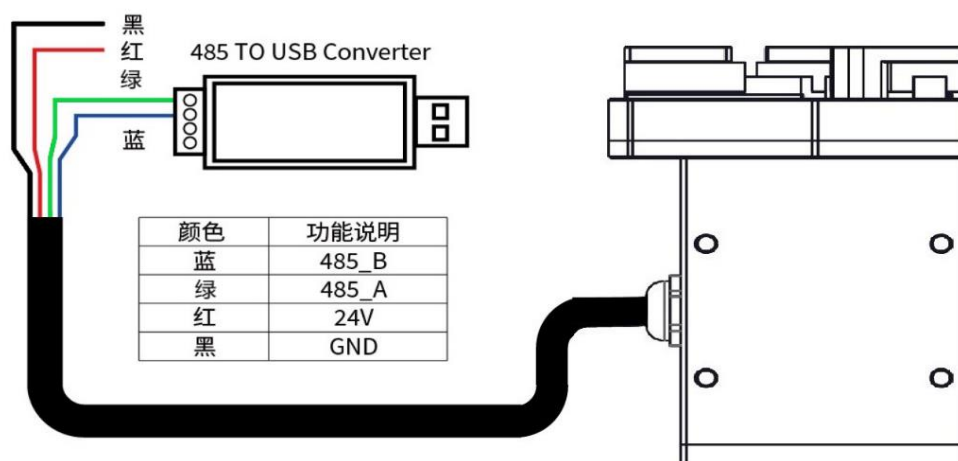 黑
红
485 TO USB Converter
绿
蓝
颜色 功能说明
蓝 485_B
绿 485_A
红 24V
黑 GND